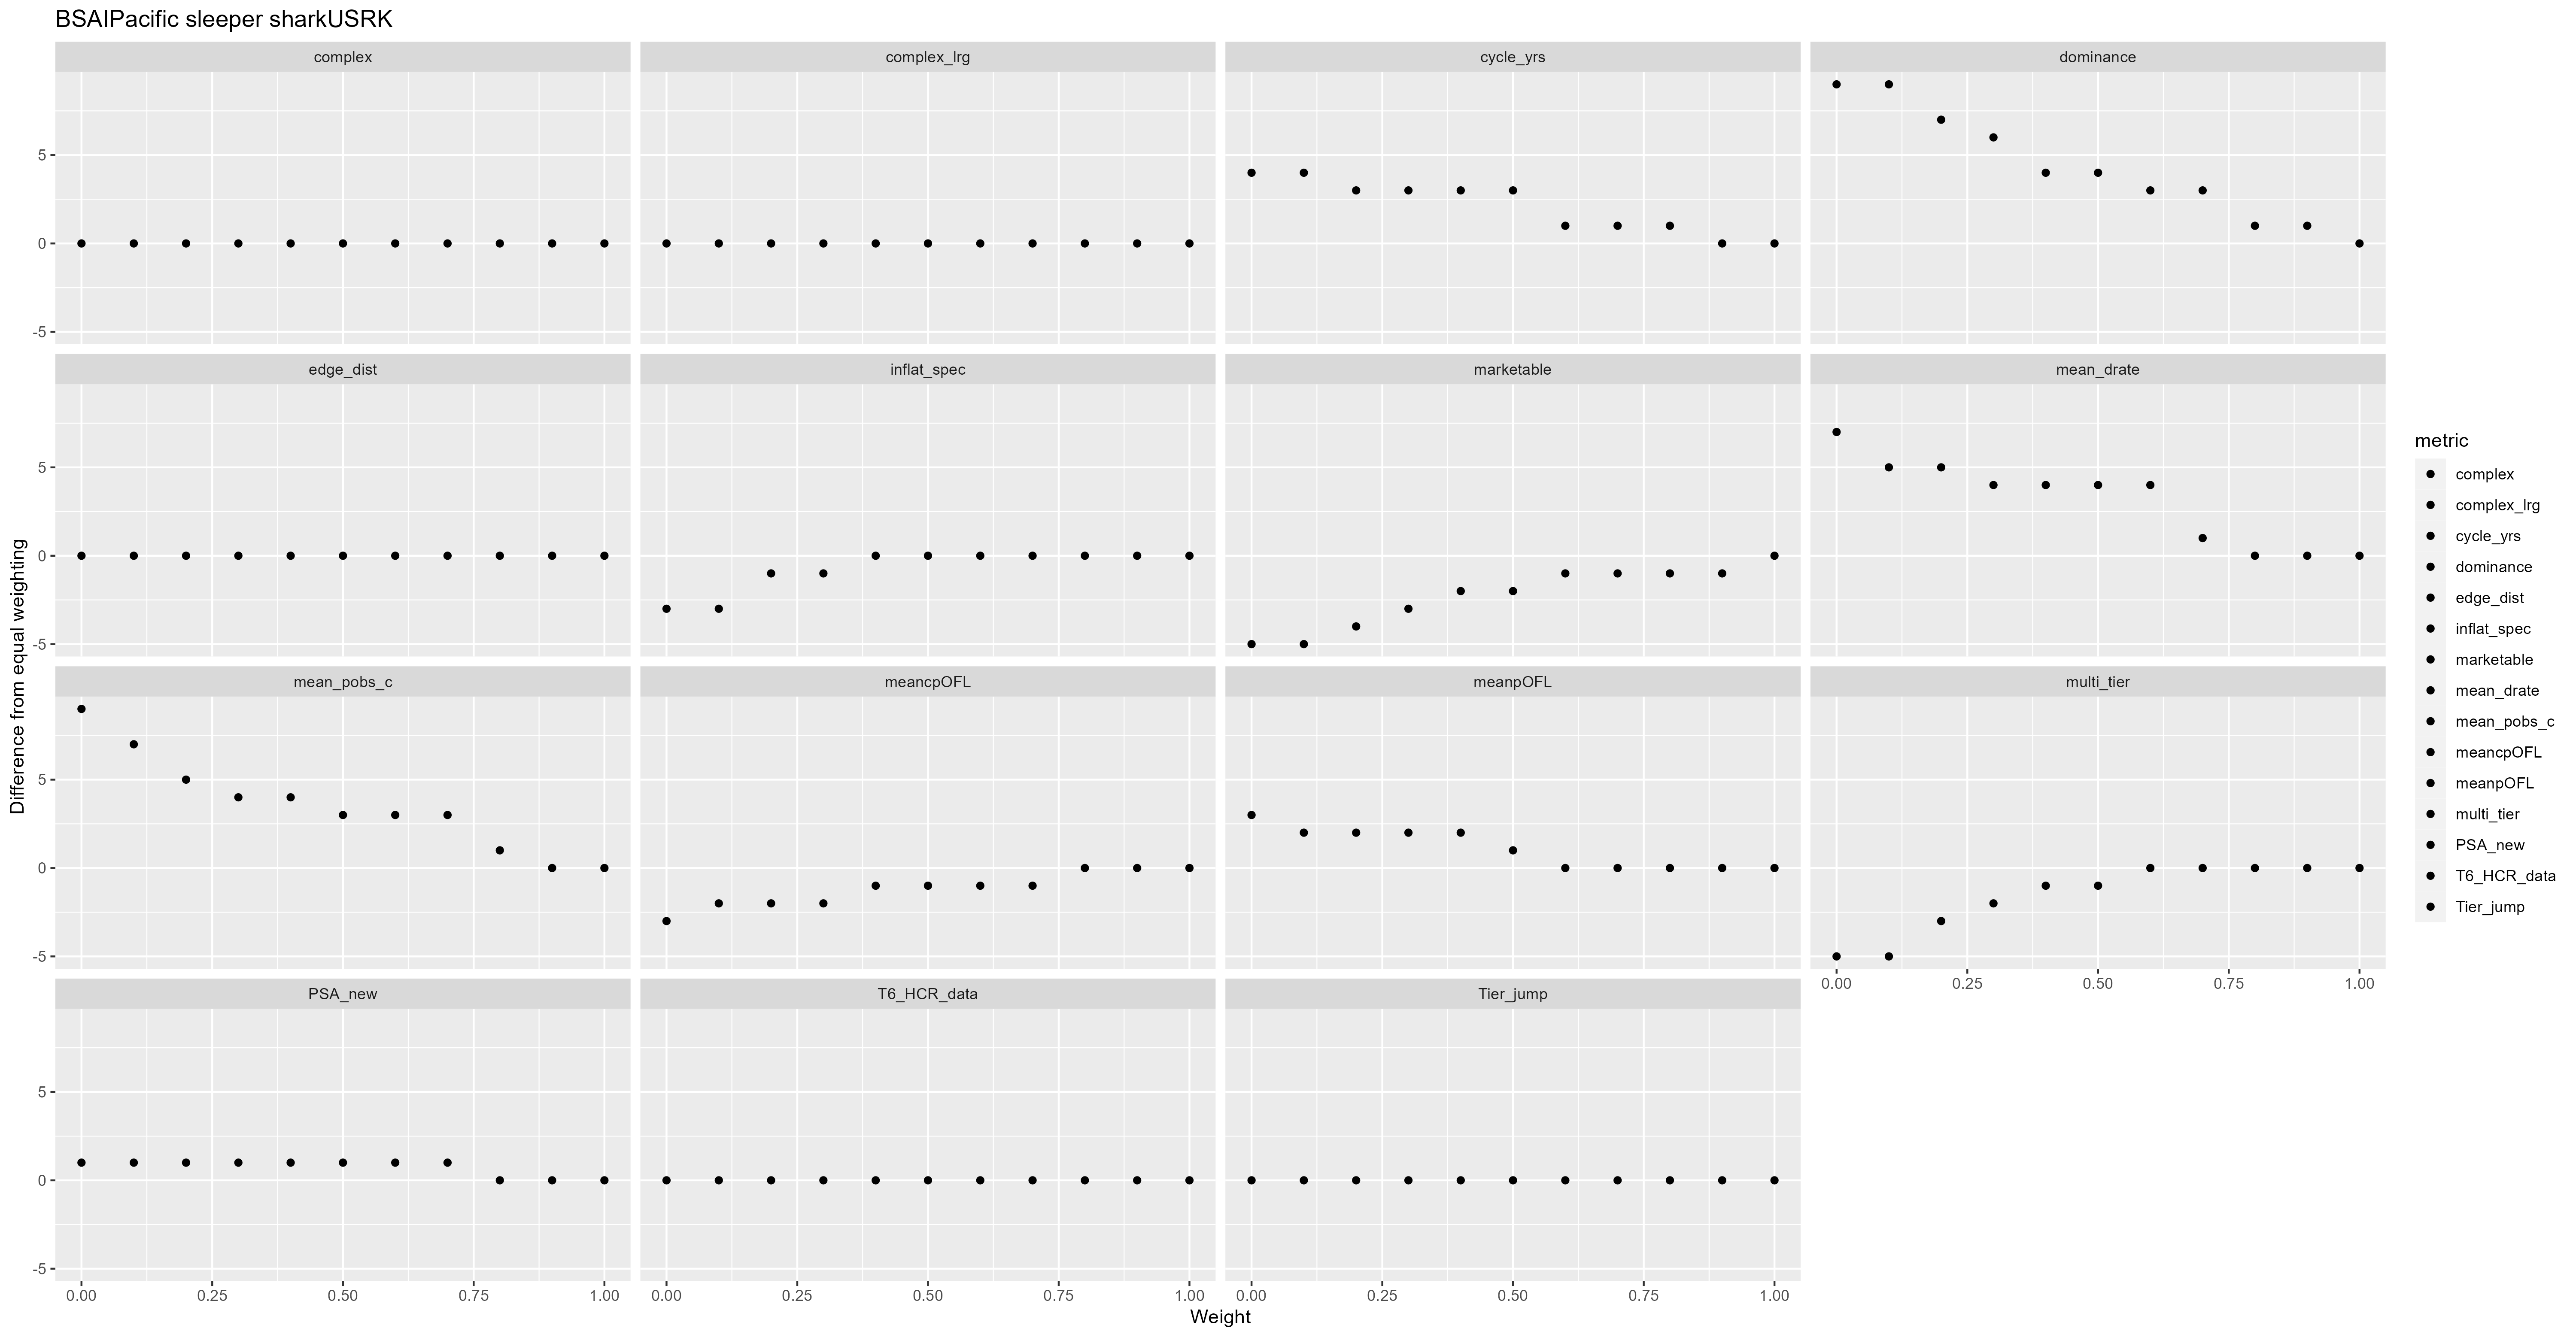 BSAIPacific sleeper sharkUSRK
complex
complex_lrg
cycle_yrs
dominance
5
0
-5
edge_dist
inflat_spec
marketable
mean_drate
5
0
-5
mean_pobs_c
meancpOFL
meanpOFL
multi_tier
5
0
-5
0.00 0.25 0.50 0.75 1.00
PSA_new
T6_HCR_data
Tier_jump
5
0
-5
0.00 0.25 0.50 0.75 1.00
0.00 0.25 0.50 0.75 1.00
0.00 0.25 0.50 0.75 1.00
Weight
Difference from equal weighting
metric
complex
complex_lrg
cycle_yrs
dominance
edge_dist
inflat_spec
marketable
mean_drate
mean_pobs_c
meancpOFL
meanpOFL
multi_tier
PSA_new
T6_HCR_data
Tier_jump